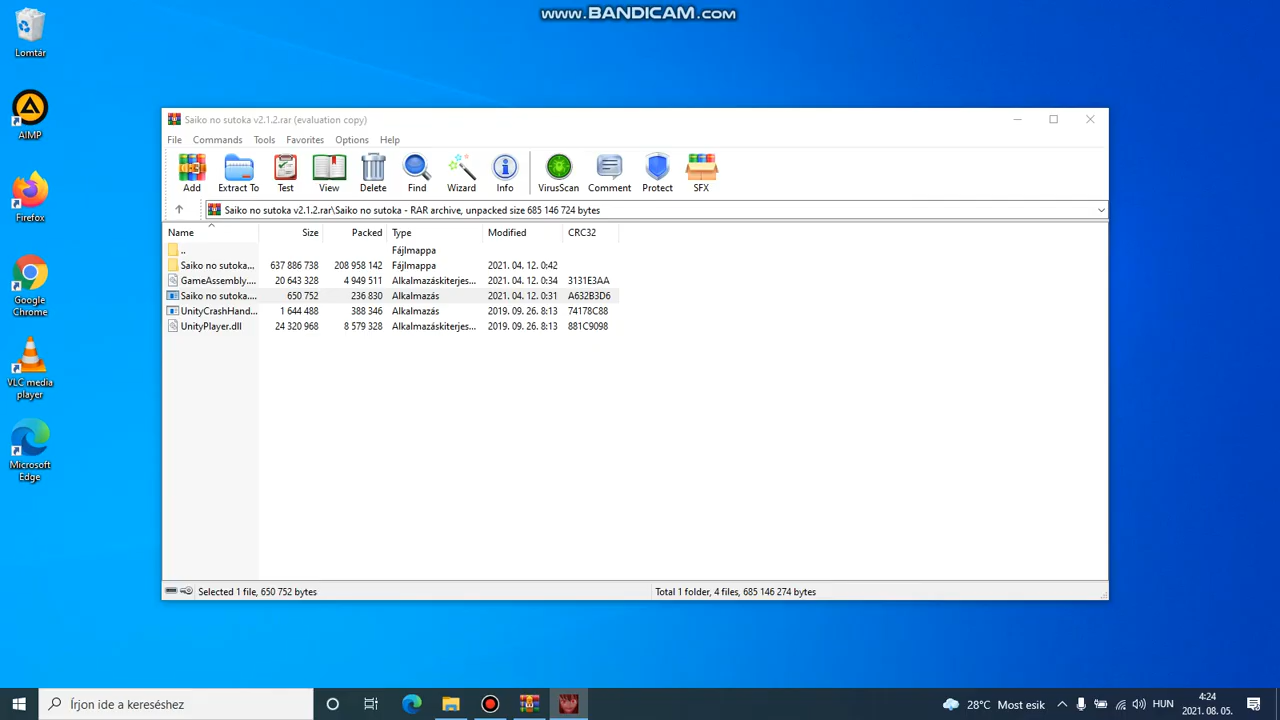 www.BANDICAM.com
Lomtár
AIMP
Firefox
Google
Chrome
VLC media
player
Microsoft
Edge
Saiko no sutoka v2.1.2.rar (evaluation copy)
File Commands Tools Favorites Options Help
Add Extract To Test View Delete Find Wizard Info VirusScan Comment Protect SFX
Saiko no sutoka v2.1.2.rar\Saiko no sutoka - RAR archive, unpacked size 685 146 724 bytes
Name Size Packed Type Modified CRC32
.. Fájlmappa
Saiko no sutoka... 637 886 738 208 958 142 Fájlmappa 2021. 04. 12. 0:42
GameAssembly.... 20 643 328 4 949 511 Alkalmazáskiterjes... 2021. 04. 12. 0:34 3131E3AA
Saiko no sutoka.... 650 752 236 830 Alkalmazás 2021. 04. 12. 0:31 A632B3D6
UnityCrashHand... 1 644 488 388 346 Alkalmazás 2019. 09. 26. 8:13 74178C88
UnityPlayer.dll 24 320 968 8 579 328 Alkalmazáskiterjes... 2019. 09. 26. 8:13 881C9098
Selected 1 file, 650 752 bytes
Total 1 folder, 4 files, 685 146 274 bytes
Írjon ide a kereséshez
28°C Most esik
HUN
4:24
2021. 08. 05.